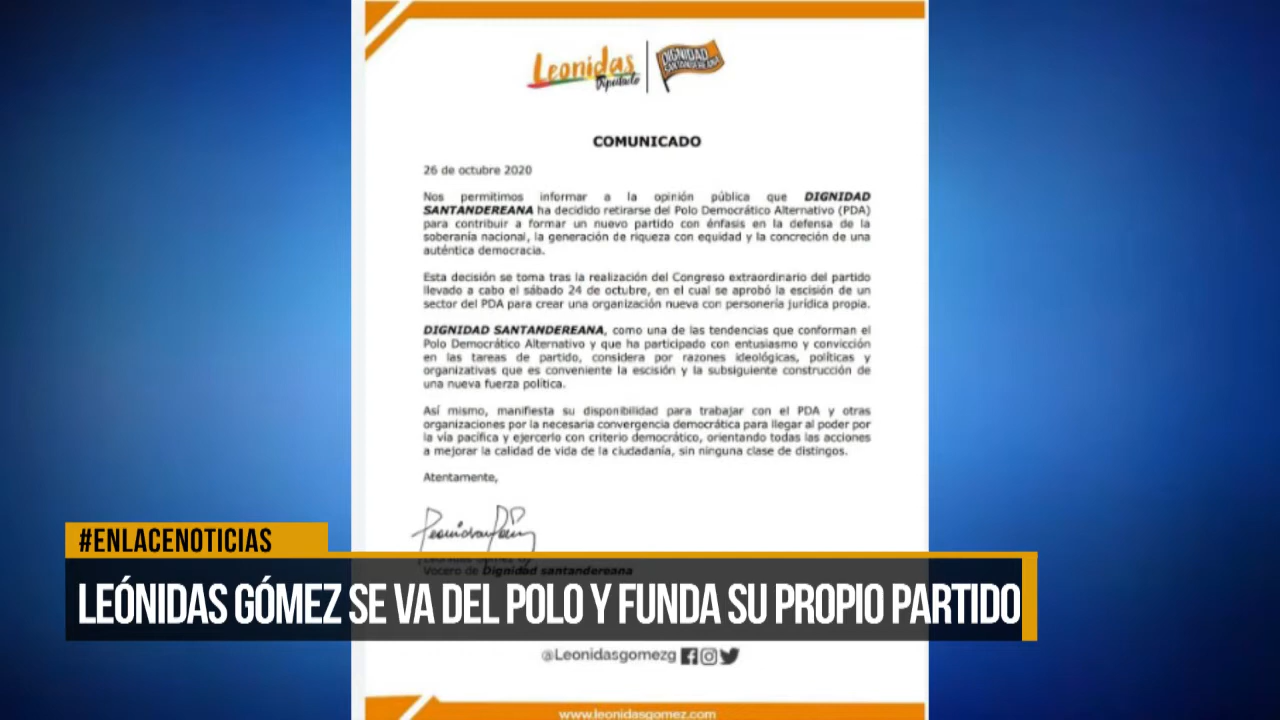 Leonidas
Diputado
DIGNIDAD
SANTANDEREANA
COMUNICADO
26 de octubre 2020
Nos permitimos informar a la opinión pública que DIGNIDAD
SANTANDEREANA ha decidido retirarse del Polo Democrático Alternativo (PDA)
para contribuir a formar un nuevo partido con énfasis en la defensa de la
soberanía nacional, la generación de riqueza con equidad y la concreción de una
auténtica democracia.
Esta decisión se toma tras la realización del Congreso extraordinario del partido
llevado a cabo el sábado 24 de octubre, en el cual se aprobó la escisión de un
sector del PDA para crear una organización nueva con personería jurídica propia.
DIGNIDAD SANTANDEREANA, como una de las tendencias que conforman el
Polo Democrático Alternativo y que ha participado con entusiasmo y convicción
en las tareas de partido, considera por razones ideológicas, políticas y
organizativas que es conveniente la escisión y la subsiguiente construcción de
una nueva fuerza política.
Así mismo, manifiesta su disponibilidad para trabajar con el PDA y otras
organizaciones por la necesaria convergencia democrática para llegar al poder por
la vía pacífica y ejercerlo con criterio democrático, orientando todas las acciones
a mejorar la calidad de vida de la ciudadanía, sin ninguna clase de distingos.
Atentamente,
Vocero de Dignidad santandereana
#ENLACENOTICIAS
LEÓNIDAS GÓMEZ SE VA DEL POLO Y FUNDA SU PROPIO PARTIDO
@Leonidasgomezg
www.leonidasgomez.com